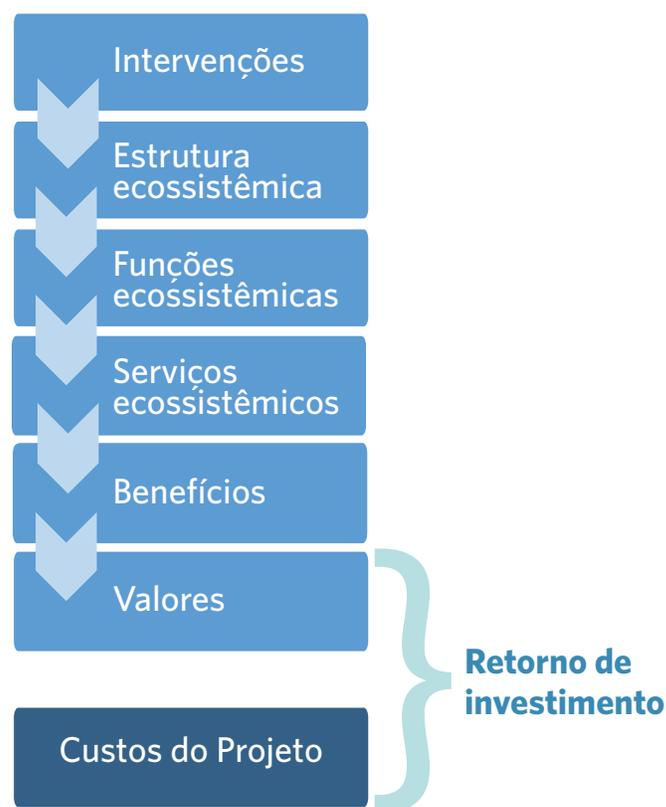 Intervenções
Estrutura
ecossistêmica
Funções
ecossistêmicas
Serviços
ecossistêmicos
Benefícios
Valores
Retorno de
investimento
Custos do Projeto